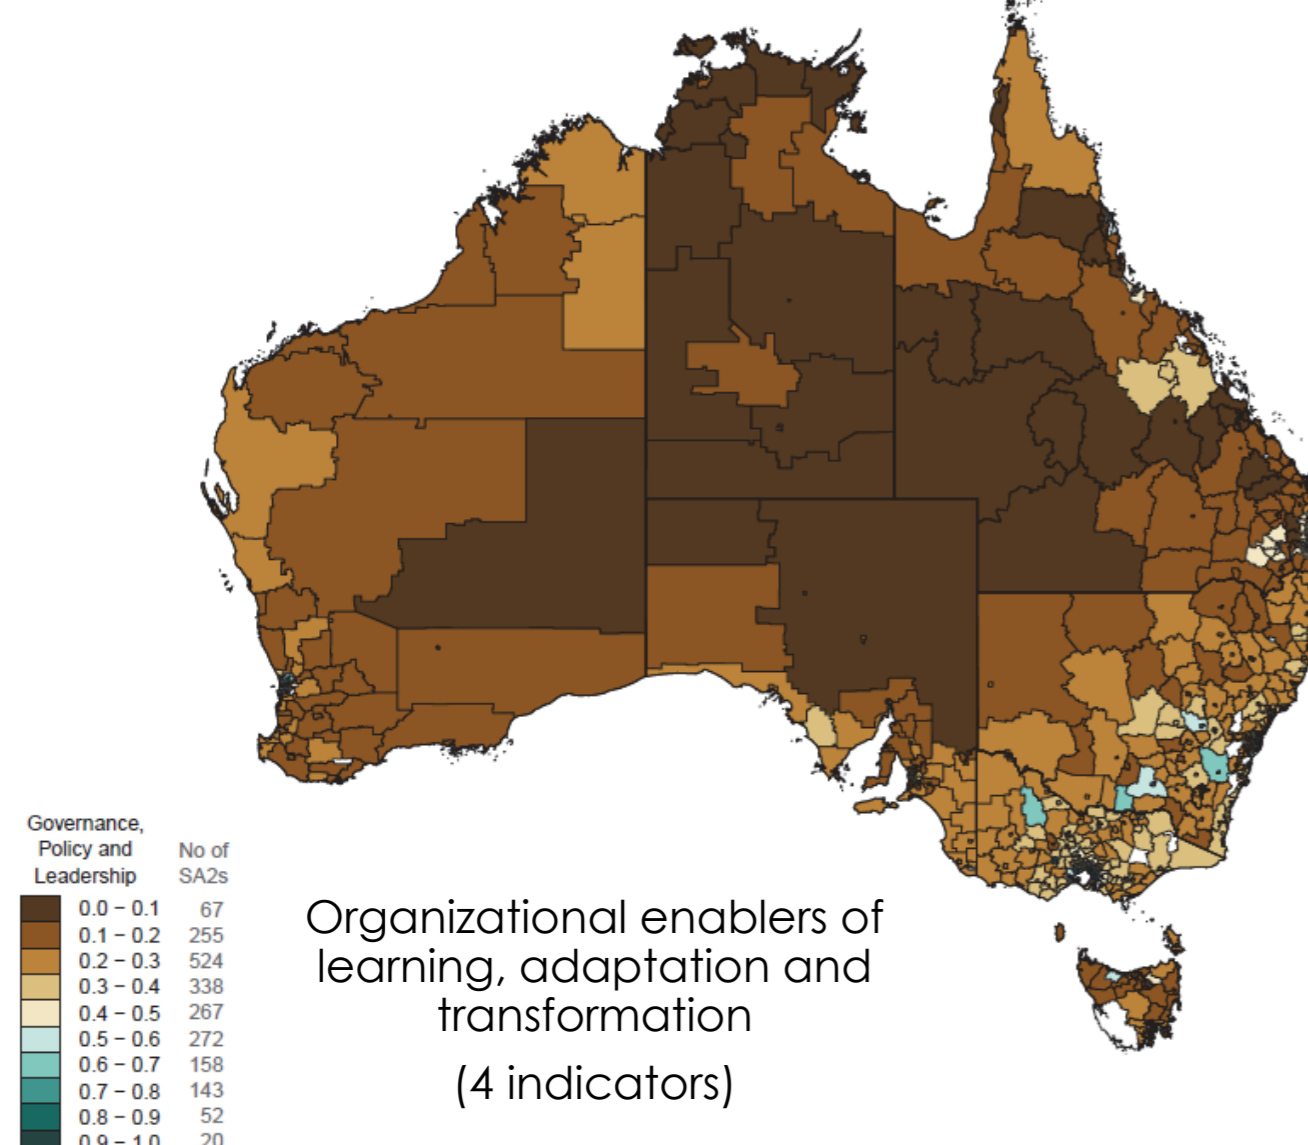 Governance,
Policy and
Leadership
No of
SA2s
0.0 – 0.1 67
0.1 – 0.2 255
0.2 – 0.3 524
0.3 – 0.4 338
0.4 – 0.5 267
0.5 – 0.6 272
0.6 – 0.7 158
0.7 – 0.8 143
0.8 – 0.9 52
0.9 – 1.0 20
Organizational enablers of
learning, adaptation and
transformation
(4 indicators)